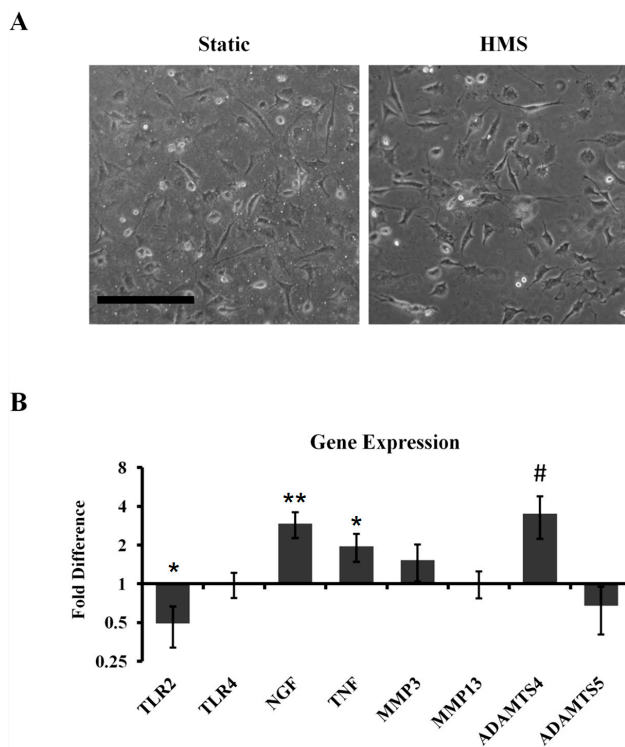 A
Static HMS
B
Gene Expression
Fold Difference
8
4
2
1
0.5
0.25
*
**
*
#
TLR2
TLR4
NGF
TNF
MMP3
MMP13
ADAMTS4
ADAMTS5